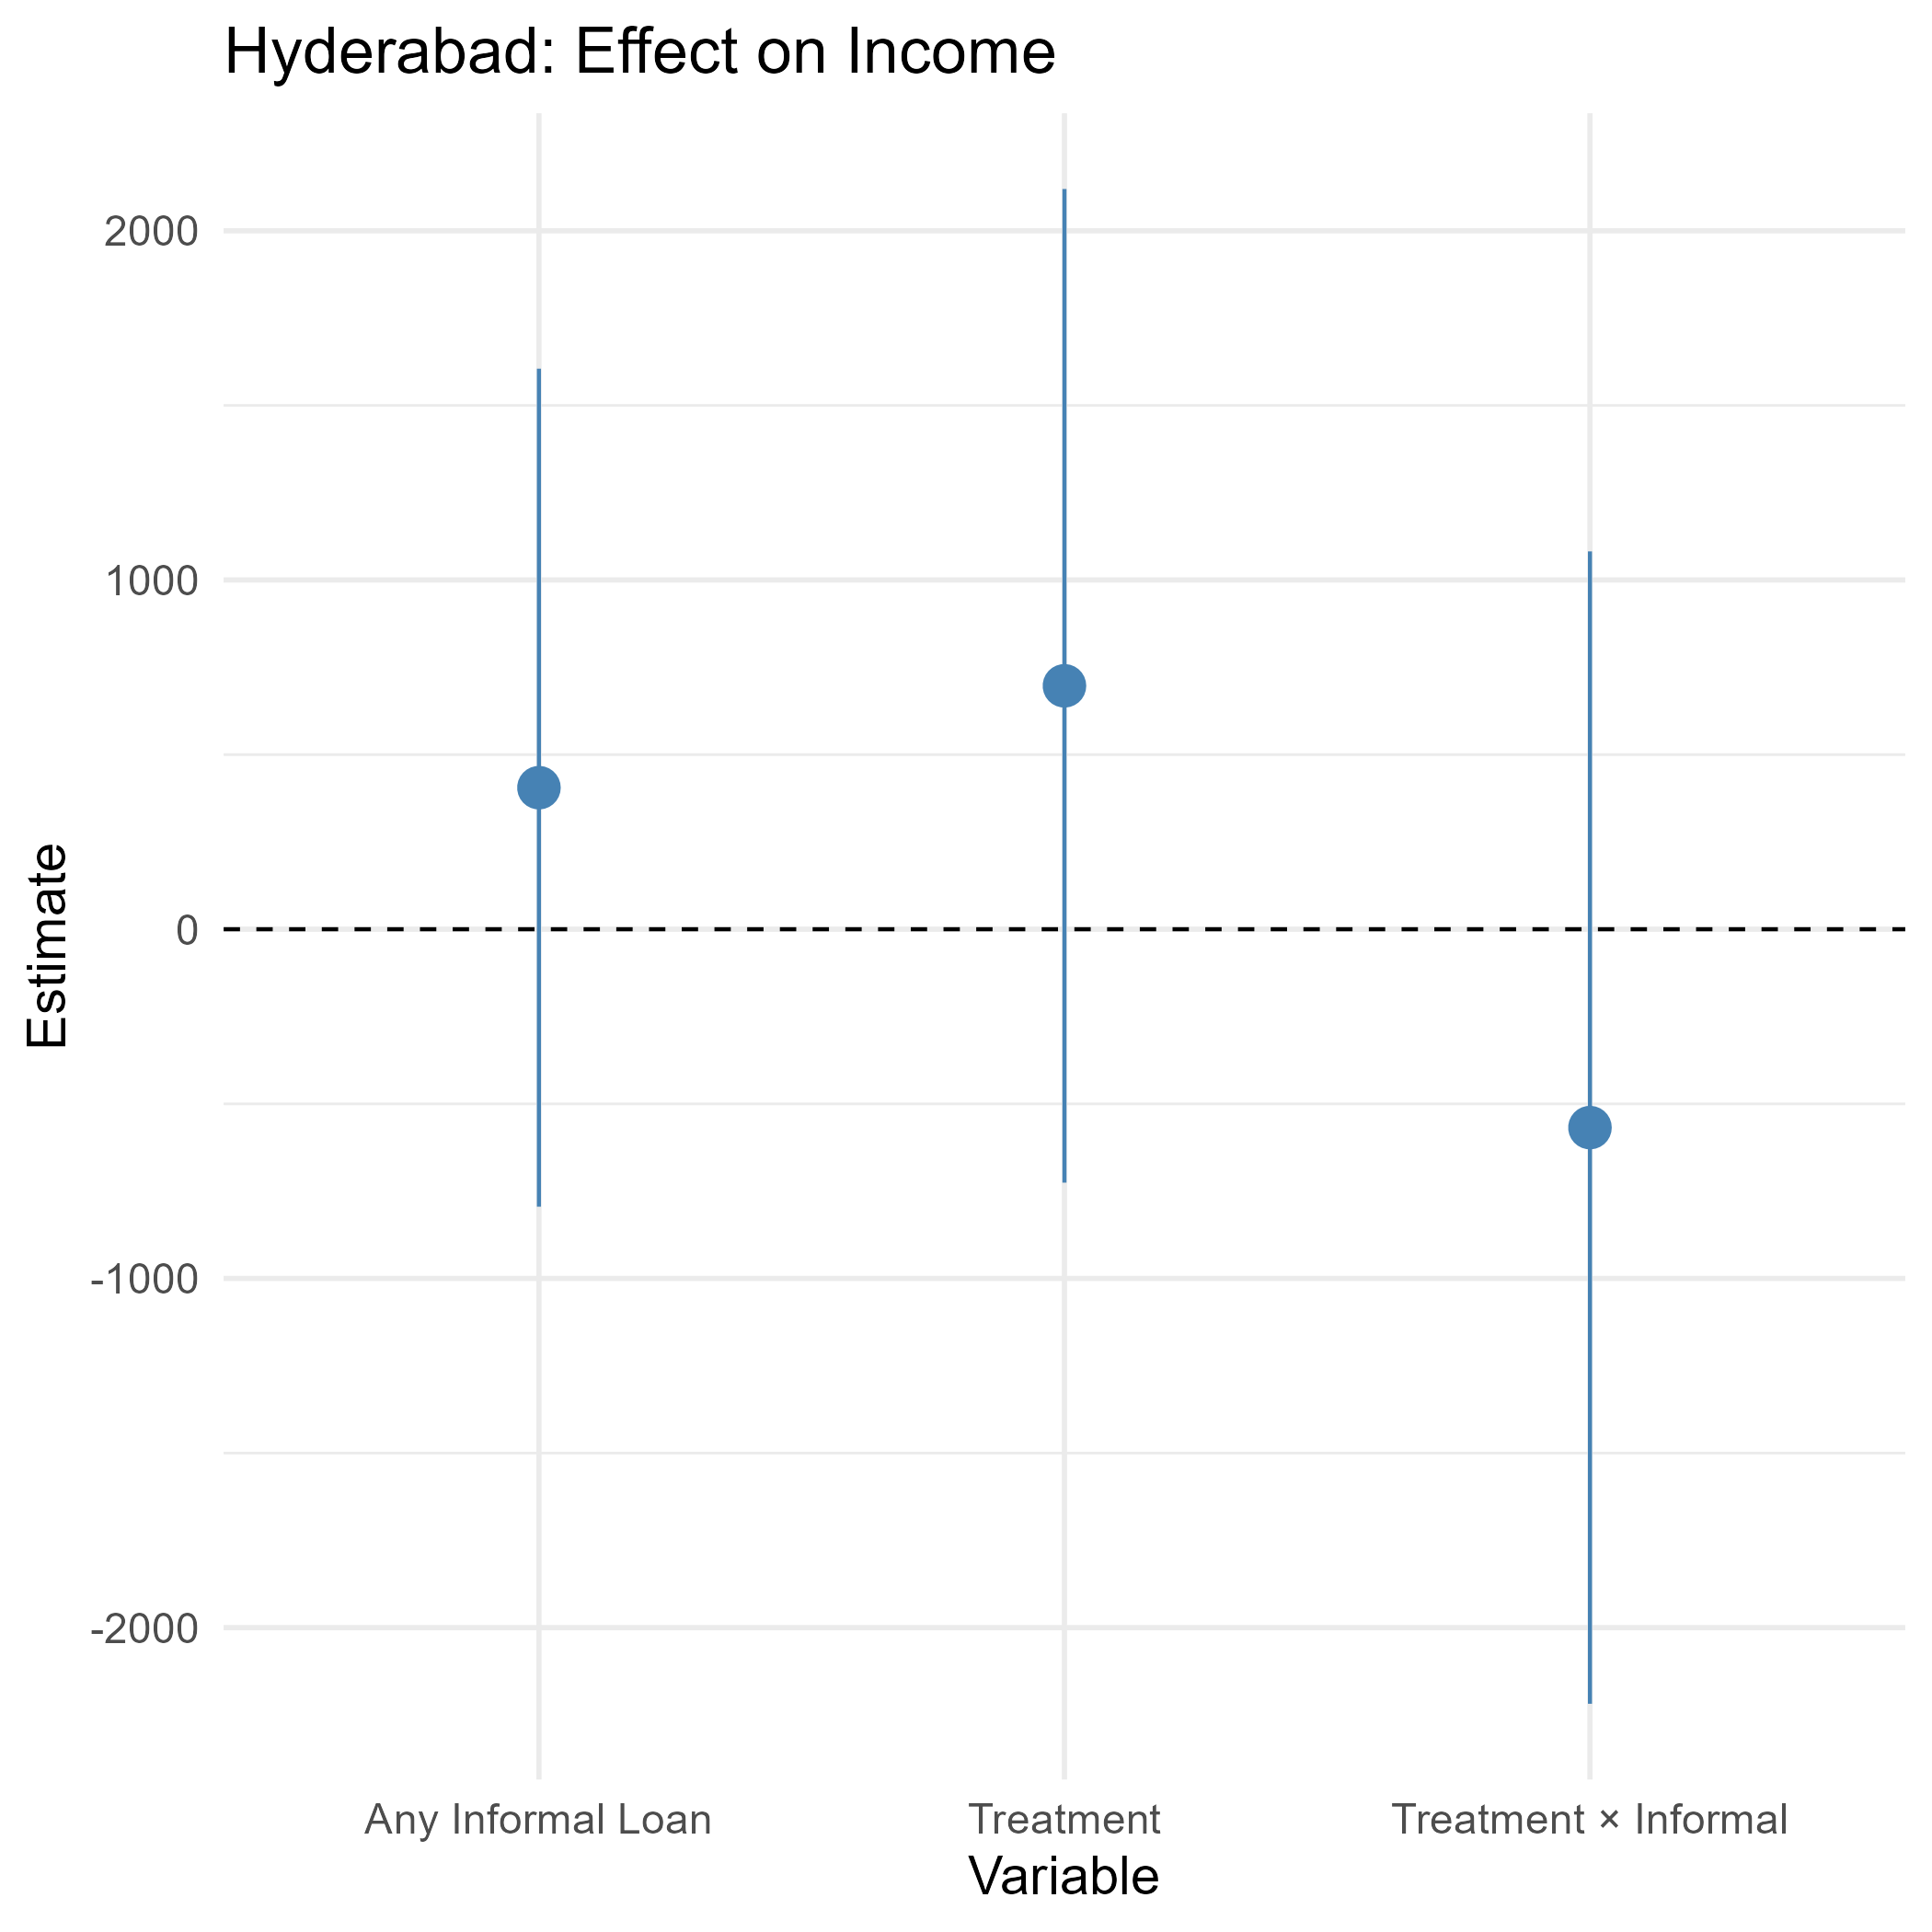 Hyderabad: Effect on Income
Estimate
2000
1000
0
-1000
-2000
Any Informal Loan
Treatment
Treatment × Informal
Variable